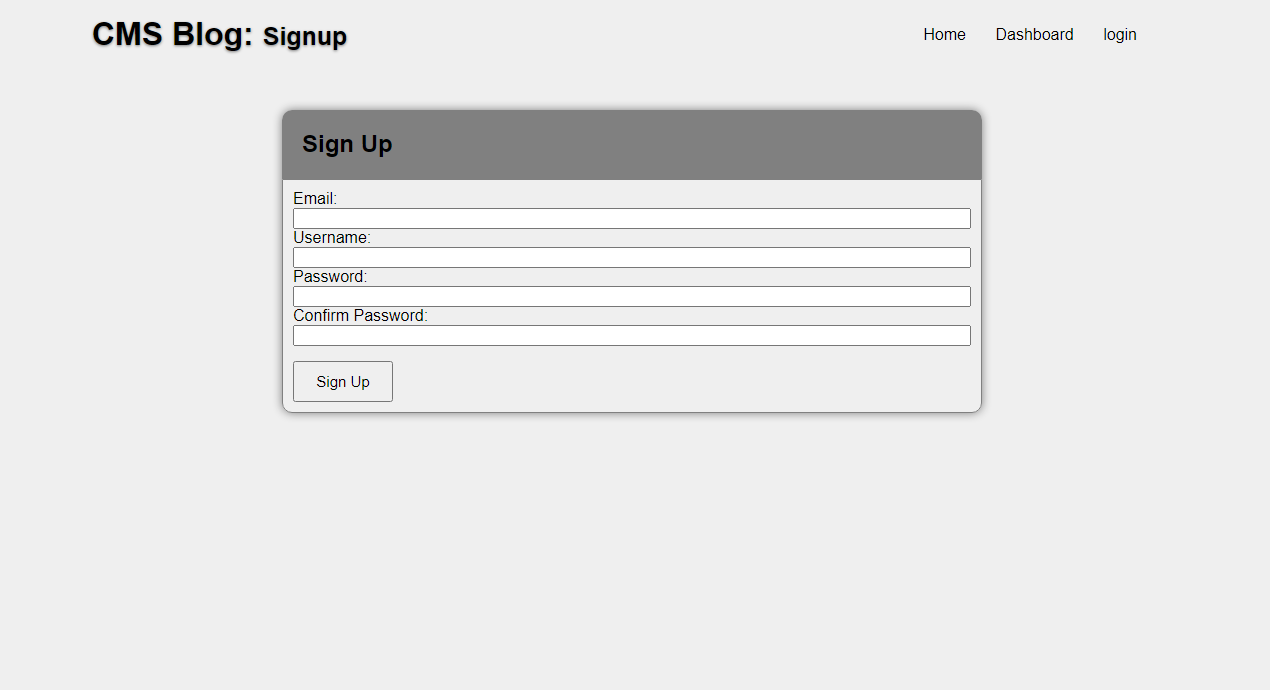 CMS Blog: Signup
Home Dashboard login
Sign Up
Email:
Username:
Password:
Confirm Password:
Sign Up